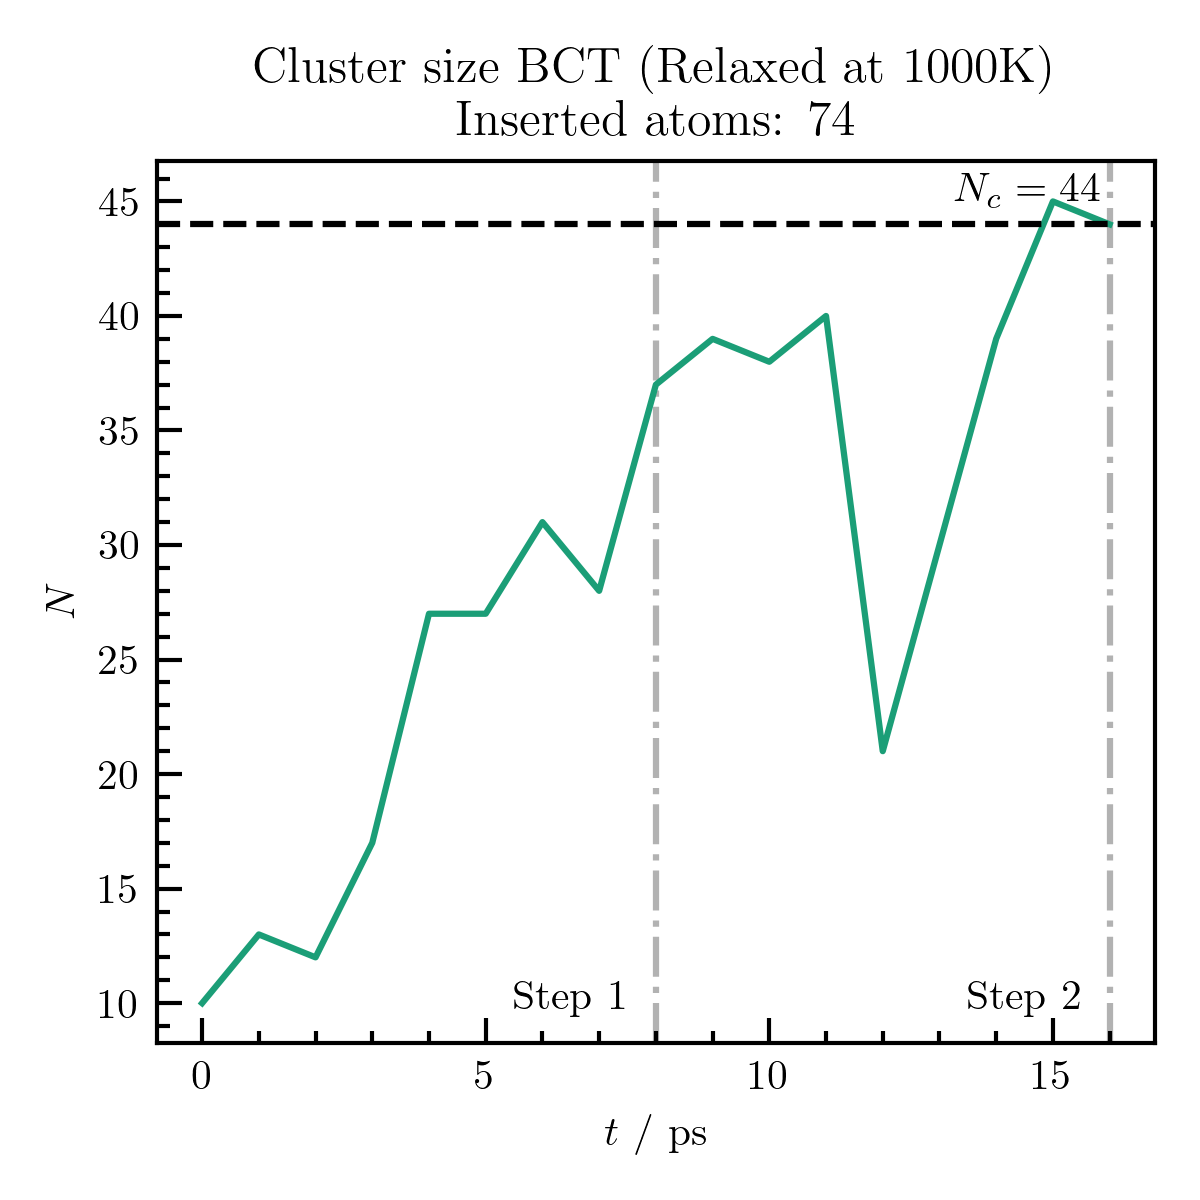 Cluster size BCT (Relaxed at 1000K)
Inserted atoms: 74
N_c = 44
45
40
35
30
25
20
15
10
N
Step 1
Step 2
0 5 10 15
t / ps